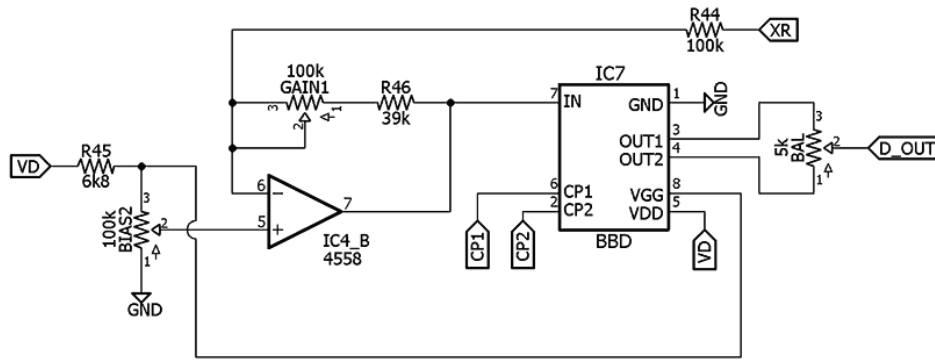 R44
100k
XR
100k
GAIN1
3
1
2
R46
39k
IC7
7
IN
GND
1
GND
OUT1
3
OUT2
4
6
CP1
2
CP2
VGG
8
VDD
5
BBD
CP1
CP2
VD
3
5k
BAL
2
1
D_OUT
VD
R45
6k8
3
100k
BIAS2
2
1
GND
6
5
7
IC4_B
4558